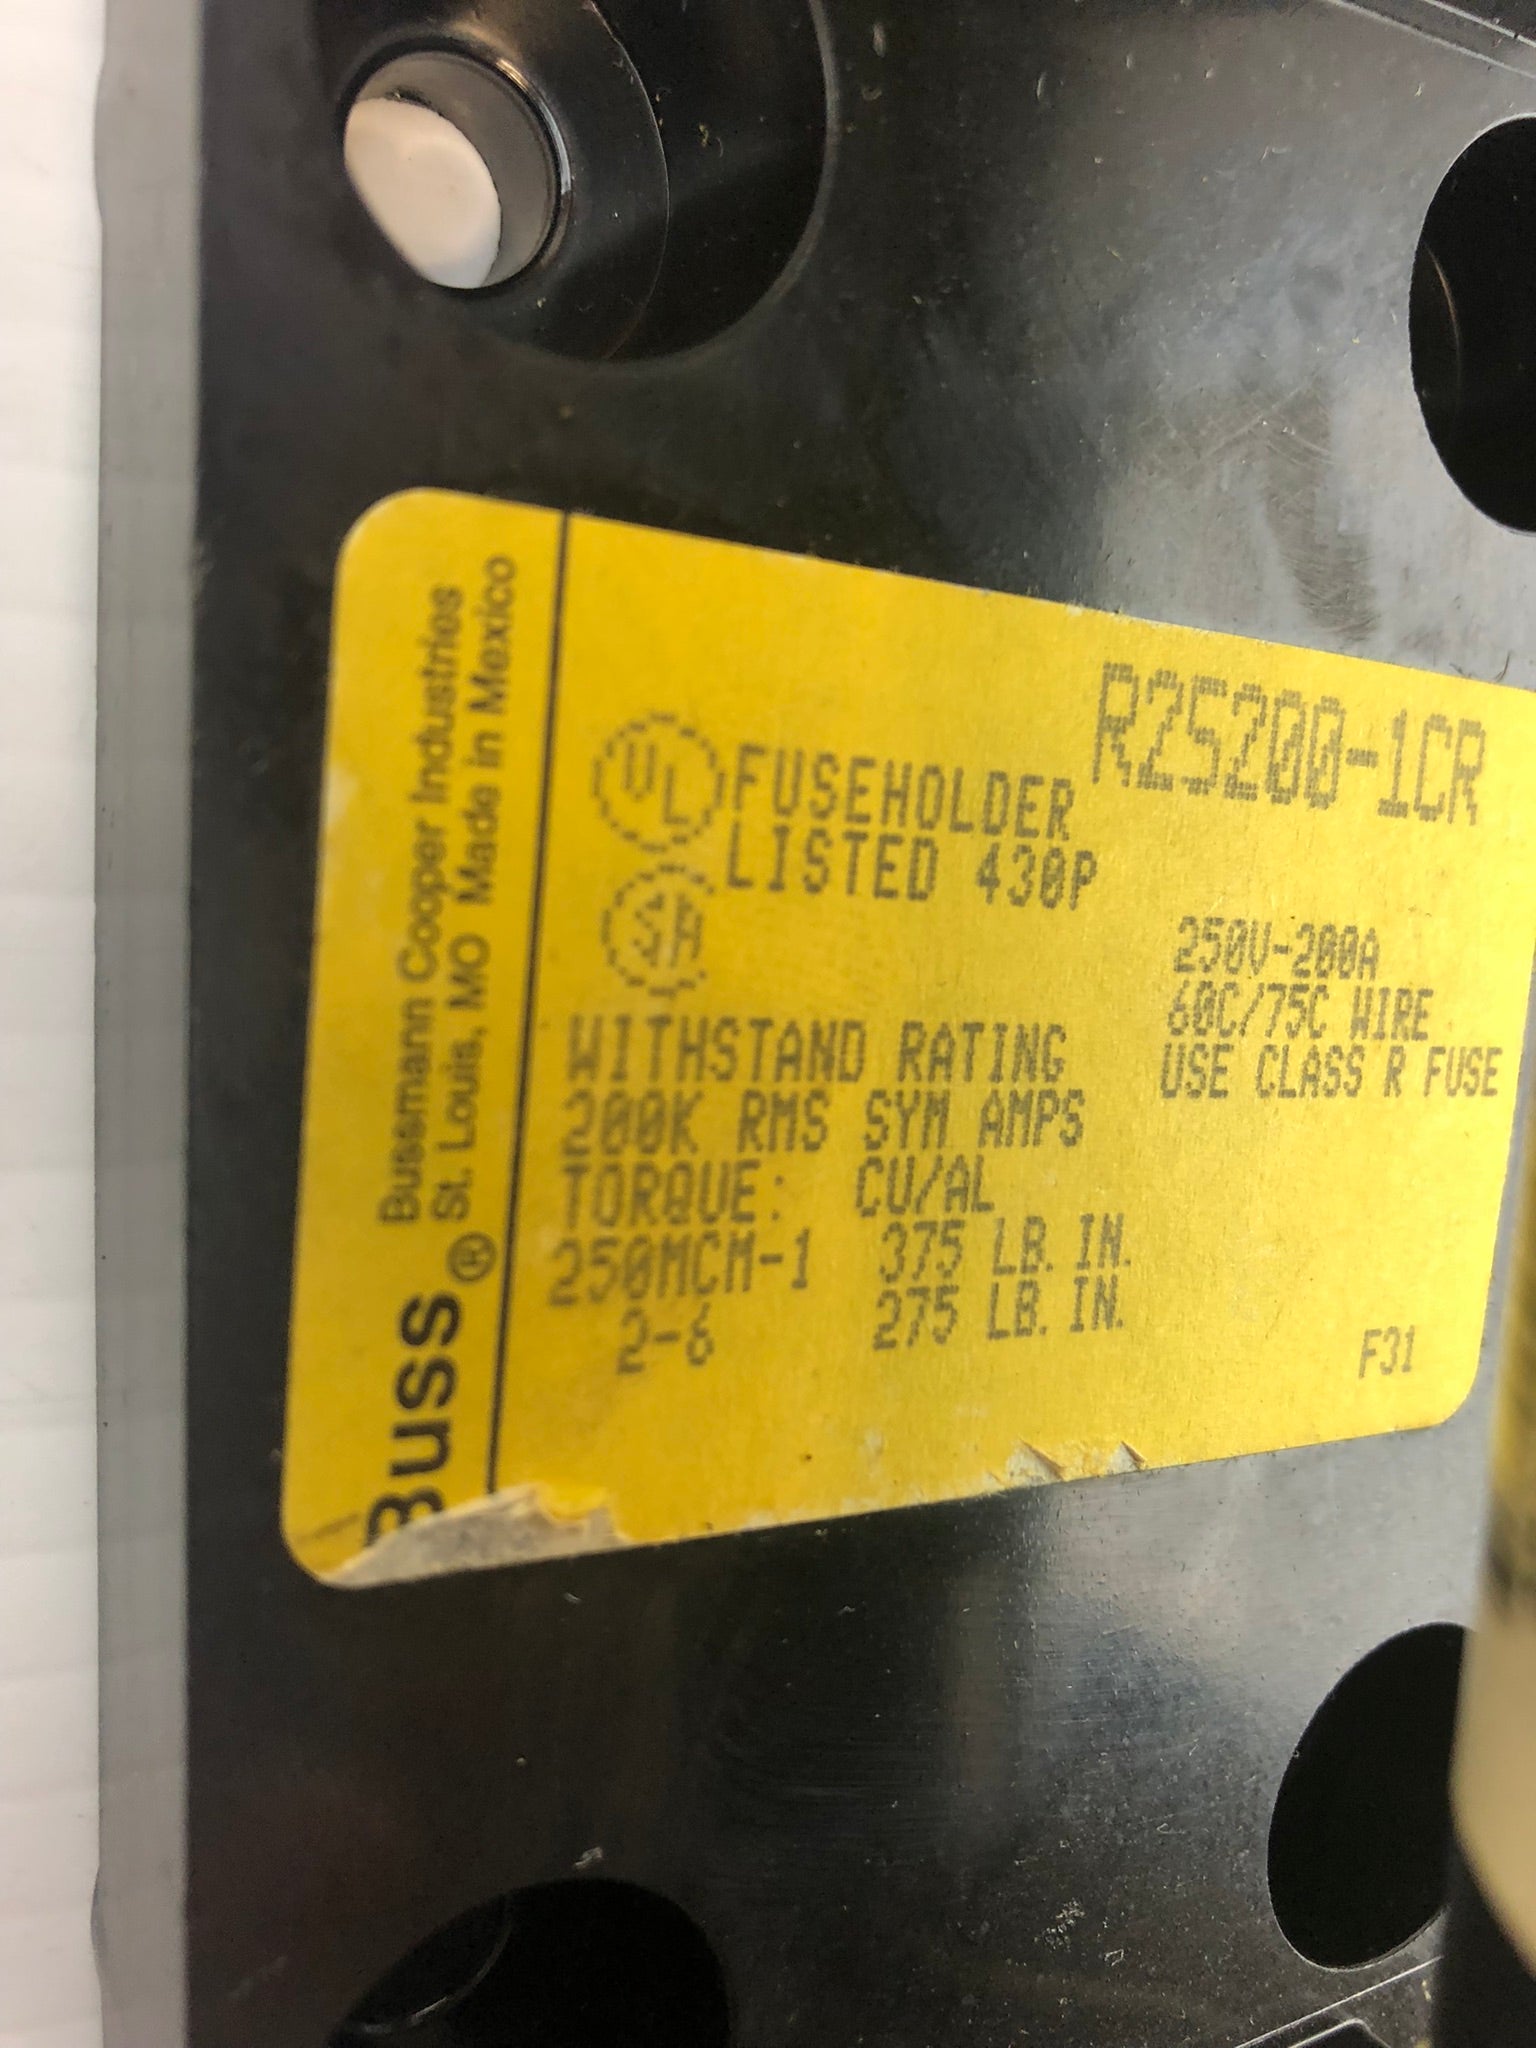 Buss®
Bussmann Cooper Industries
St. Louis, MO Made in Mexico
R25200-1CR
UL
FUSEHOLDER
LISTED 430P
250V-200A
60C/75C WIRE
USE CLASS R FUSE
WITHSTAND RATING
200K RMS SYM AMPS
TORQUE: CU/AL
250MCM-1 375 LB. IN.
2-6 275 LB. IN.
F31